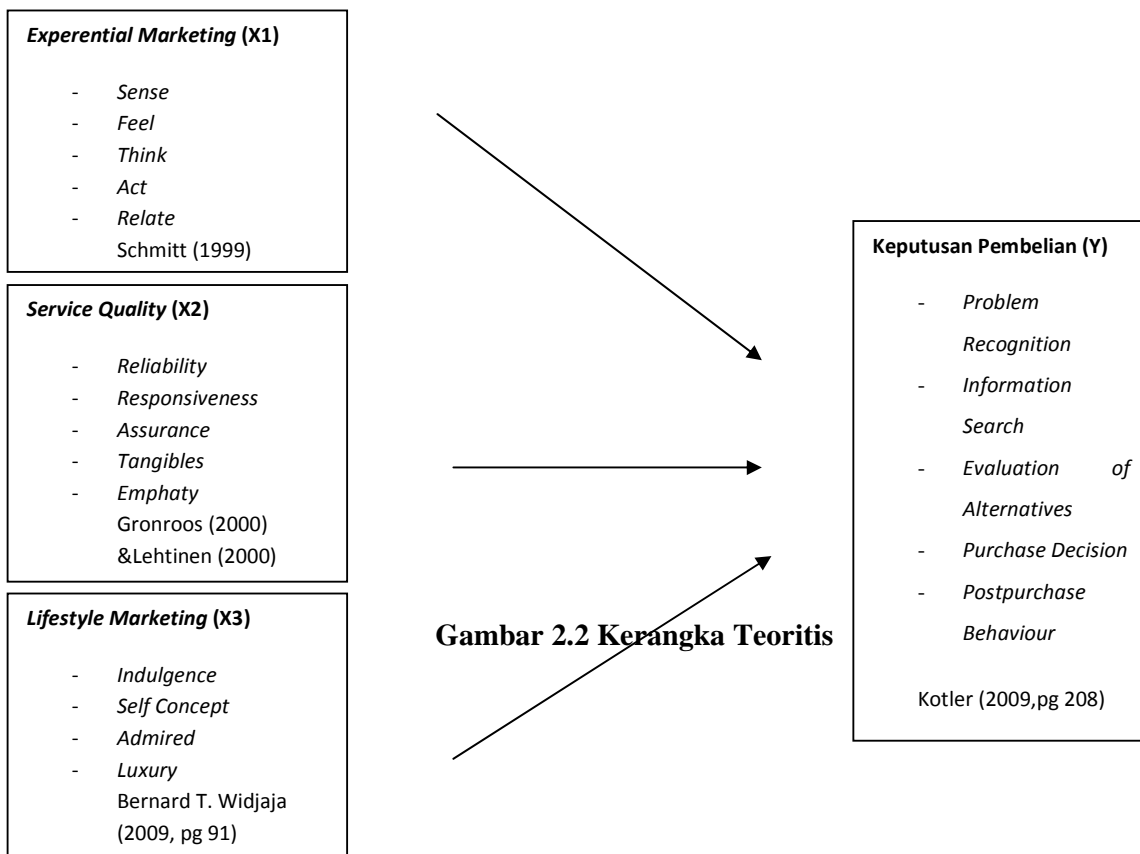 Experential Marketing (X1)
- Sense
- Feel
- Think
- Act
- Relate
Schmitt (1999)
Service Quality (X2)
- Reliability
- Responsiveness
- Assurance
- Tangibles
- Emphaty
Gronroos (2000)
&Lehtinen (2000)
Lifestyle Marketing (X3)
- Indulgence
- Self Concept
- Admired
- Luxury
Bernard T. Widjaja
(2009, pg 91)
Keputusan Pembelian (Y)
- Problem
Recognition
- Information
Search
- Evaluation of
Alternatives
- Purchase Decision
- Postpurchase
Behaviour
Kotler (2009,pg 208)
Gambar 2.2 Kerangka Teoritis